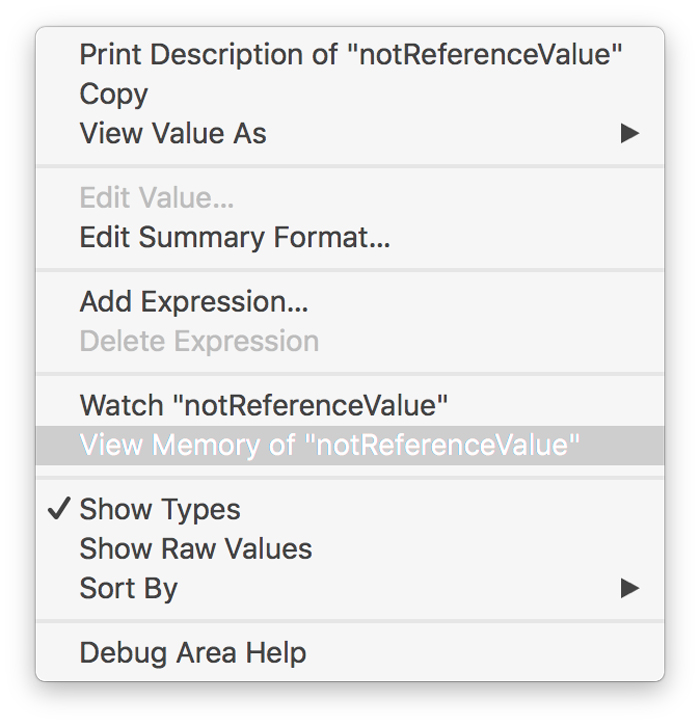 Print Description of "notReferenceValue"
Copy
View Value As
Edit Value...
Edit Summary Format...
Add Expression...
Delete Expression
Watch "notReferenceValue"
View Memory of "notReferenceValue"
Show Types
Show Raw Values
Sort By
Debug Area Help